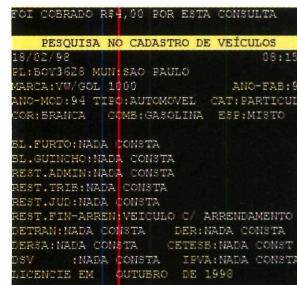 FOI COBRADO R$4,00 POR ESTA CONSULTA
PESQUISA NO CADASTRO DE VEÍCULOS
18/02/98 08:15
PL:BOY3628 MUN:SAO PAULO
MARCA:VW/GOL 1000 ANO-FAB:9
ANO-MOD:94 TIPO:AUTOMOVEL CAT:PARTICUL
COR:BRANCA COMB:GASOLINA ESP:MISTO
BL.FURTO:NADA CONSTA
BL.GUINCHO:NADA CONSTA
REST.ADMIN:NADA CONSTA
REST.TRIB:NADA CONSTA
REST.JUD:NADA CONSTA
REST.FIN-ARREN:VEICULO C/ ARRENDAMENTO
DETRAN:NADA CONSTA DER:NADA CONSTA
DERSA:NADA CONSTA CETESB:NADA CONST
DSV :NADA CONSTA IPVA:NADA CONSTA
LICENCIE EM OUTUBRO DE 1998